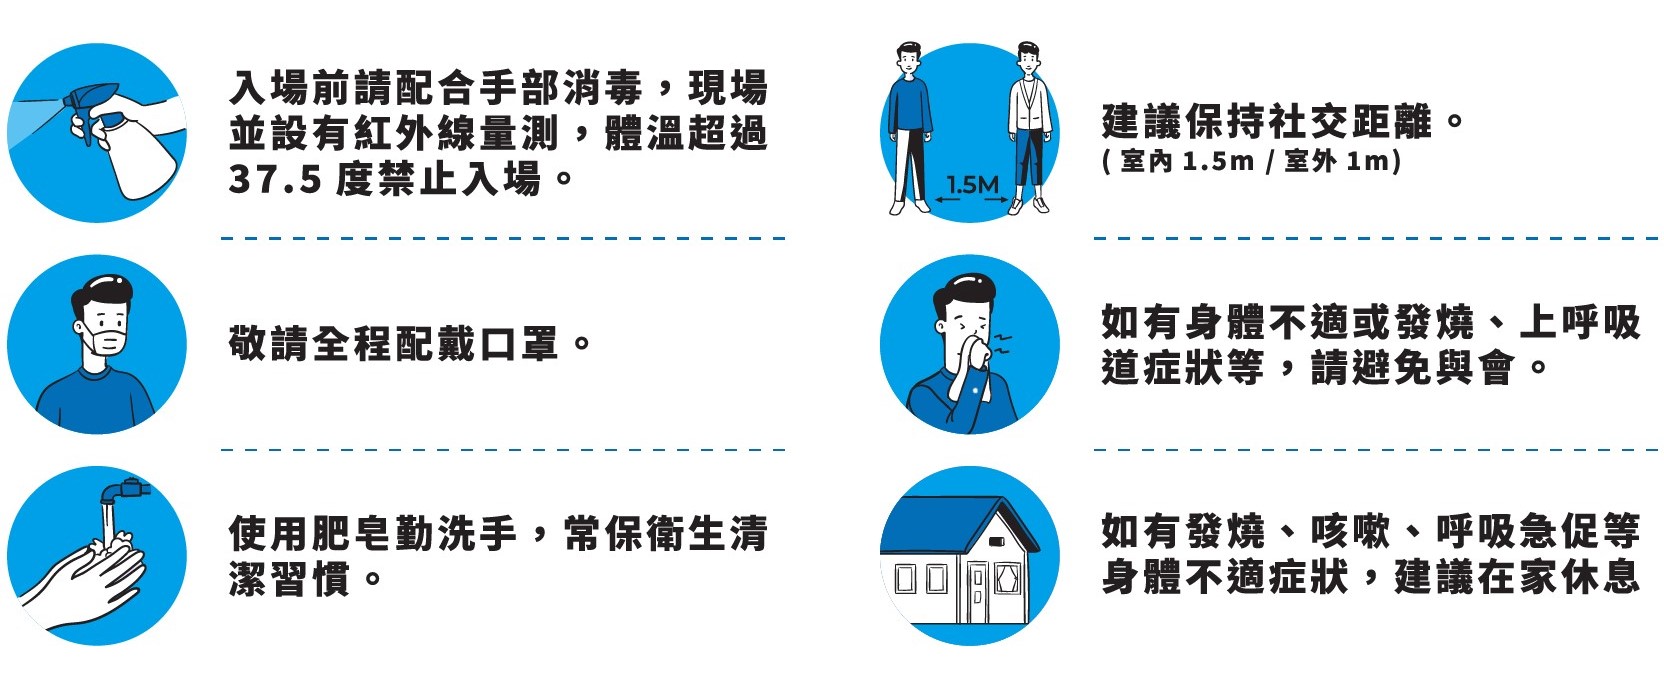 入場前請配合手部消毒，現場
並設有紅外線量測，體溫超過
37.5 度禁止入場。
敬請全程配戴口罩。
使用肥皂勤洗手，常保衛生清
潔習慣。
建議保持社交距離。
( 室內 1.5m / 室外 1m)
1.5M
如有身體不適或發燒、上呼吸
道症狀等，請避免與會。
如有發燒、咳嗽、呼吸急促等
身體不適症狀，建議在家休息